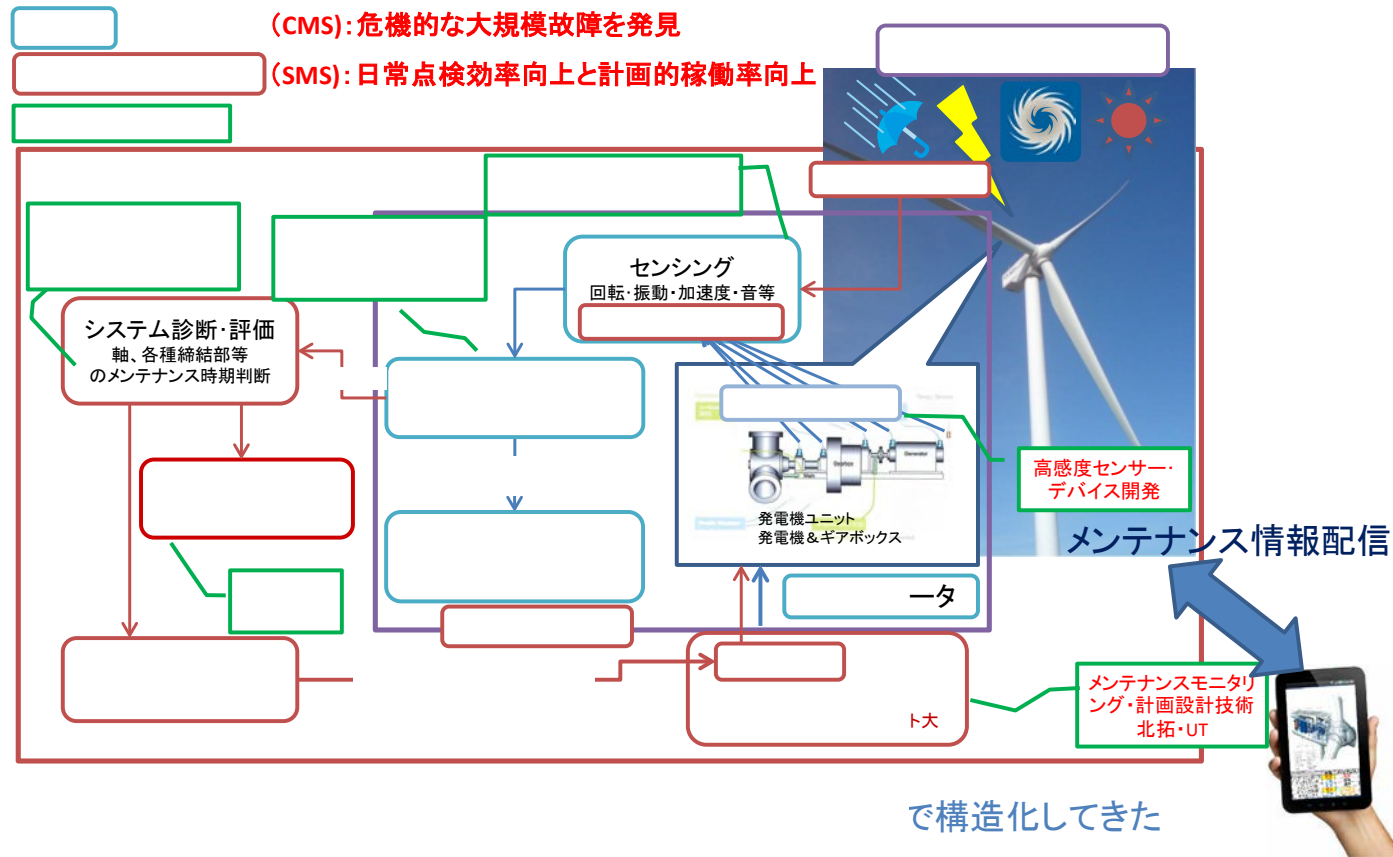 (CMS):危機的な大規模故障を発見
(SMS):日常点検効率向上と計画的稼働率向上
センシング
回転・振動・加速度・音等
システム診断・評価
軸、各種締結部等
のメンテナンス時期判断
Gearbox
Generator
高感度センサー・
デバイス開発
発電機ユニット
発電機&ギアボックス
メンテナンス情報配信
ータ
メンテナンスモニタリ
ング・計画設計技術
北拓・UT
ト大
で構造化してきた